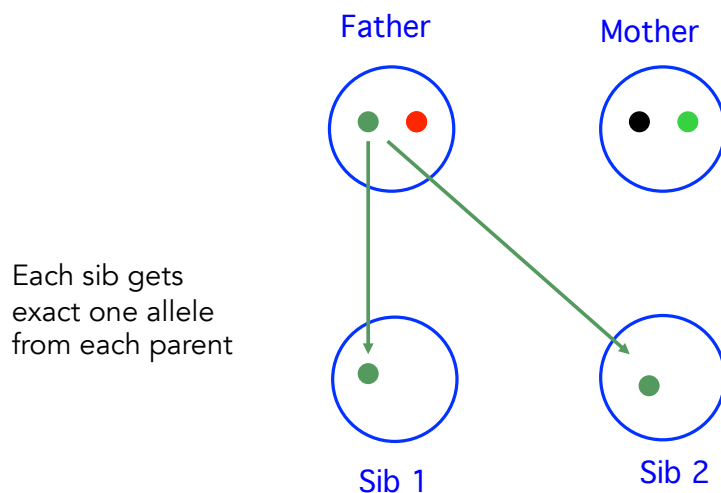 Father
Mother
Each sib gets
exact one allele
from each parent
Sib 1
Sib 2